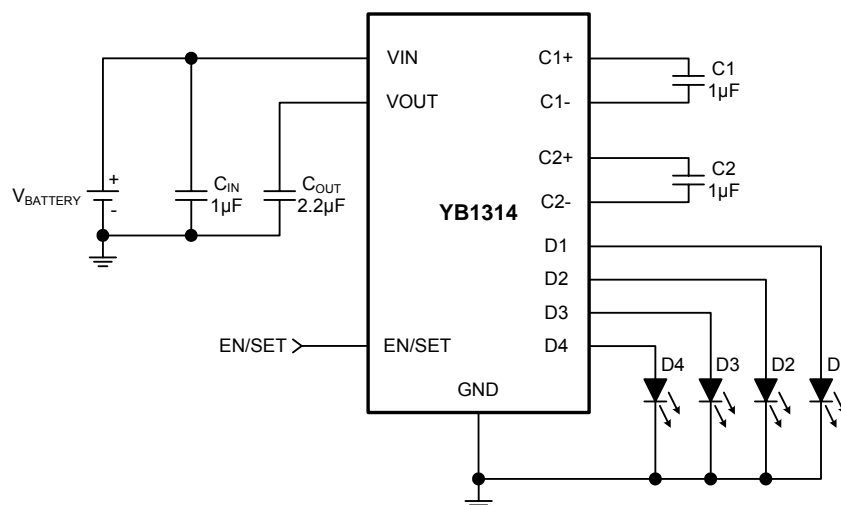 VIN
VOUT
EN/SET
EN/SET
GND
YB1314
C1+
C1-
C2+
C2-
D1
D2
D3
D4
C1
1µF
C2
1µF
VBATTERY
+
-
CIN
1µF
COUT
2.2µF
D4
D3
D2
D